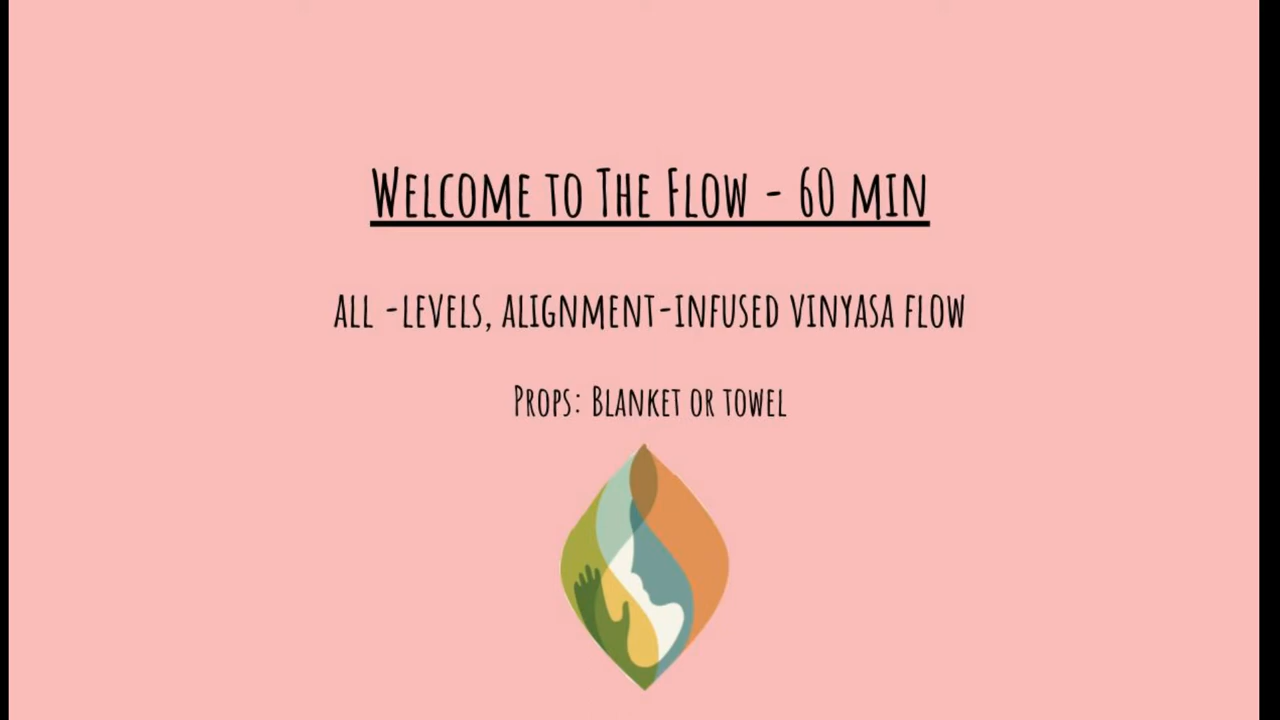 Welcome to The Flow - 60 min
all -levels, alignment-infused vinyasa flow
Props: Blanket or towel